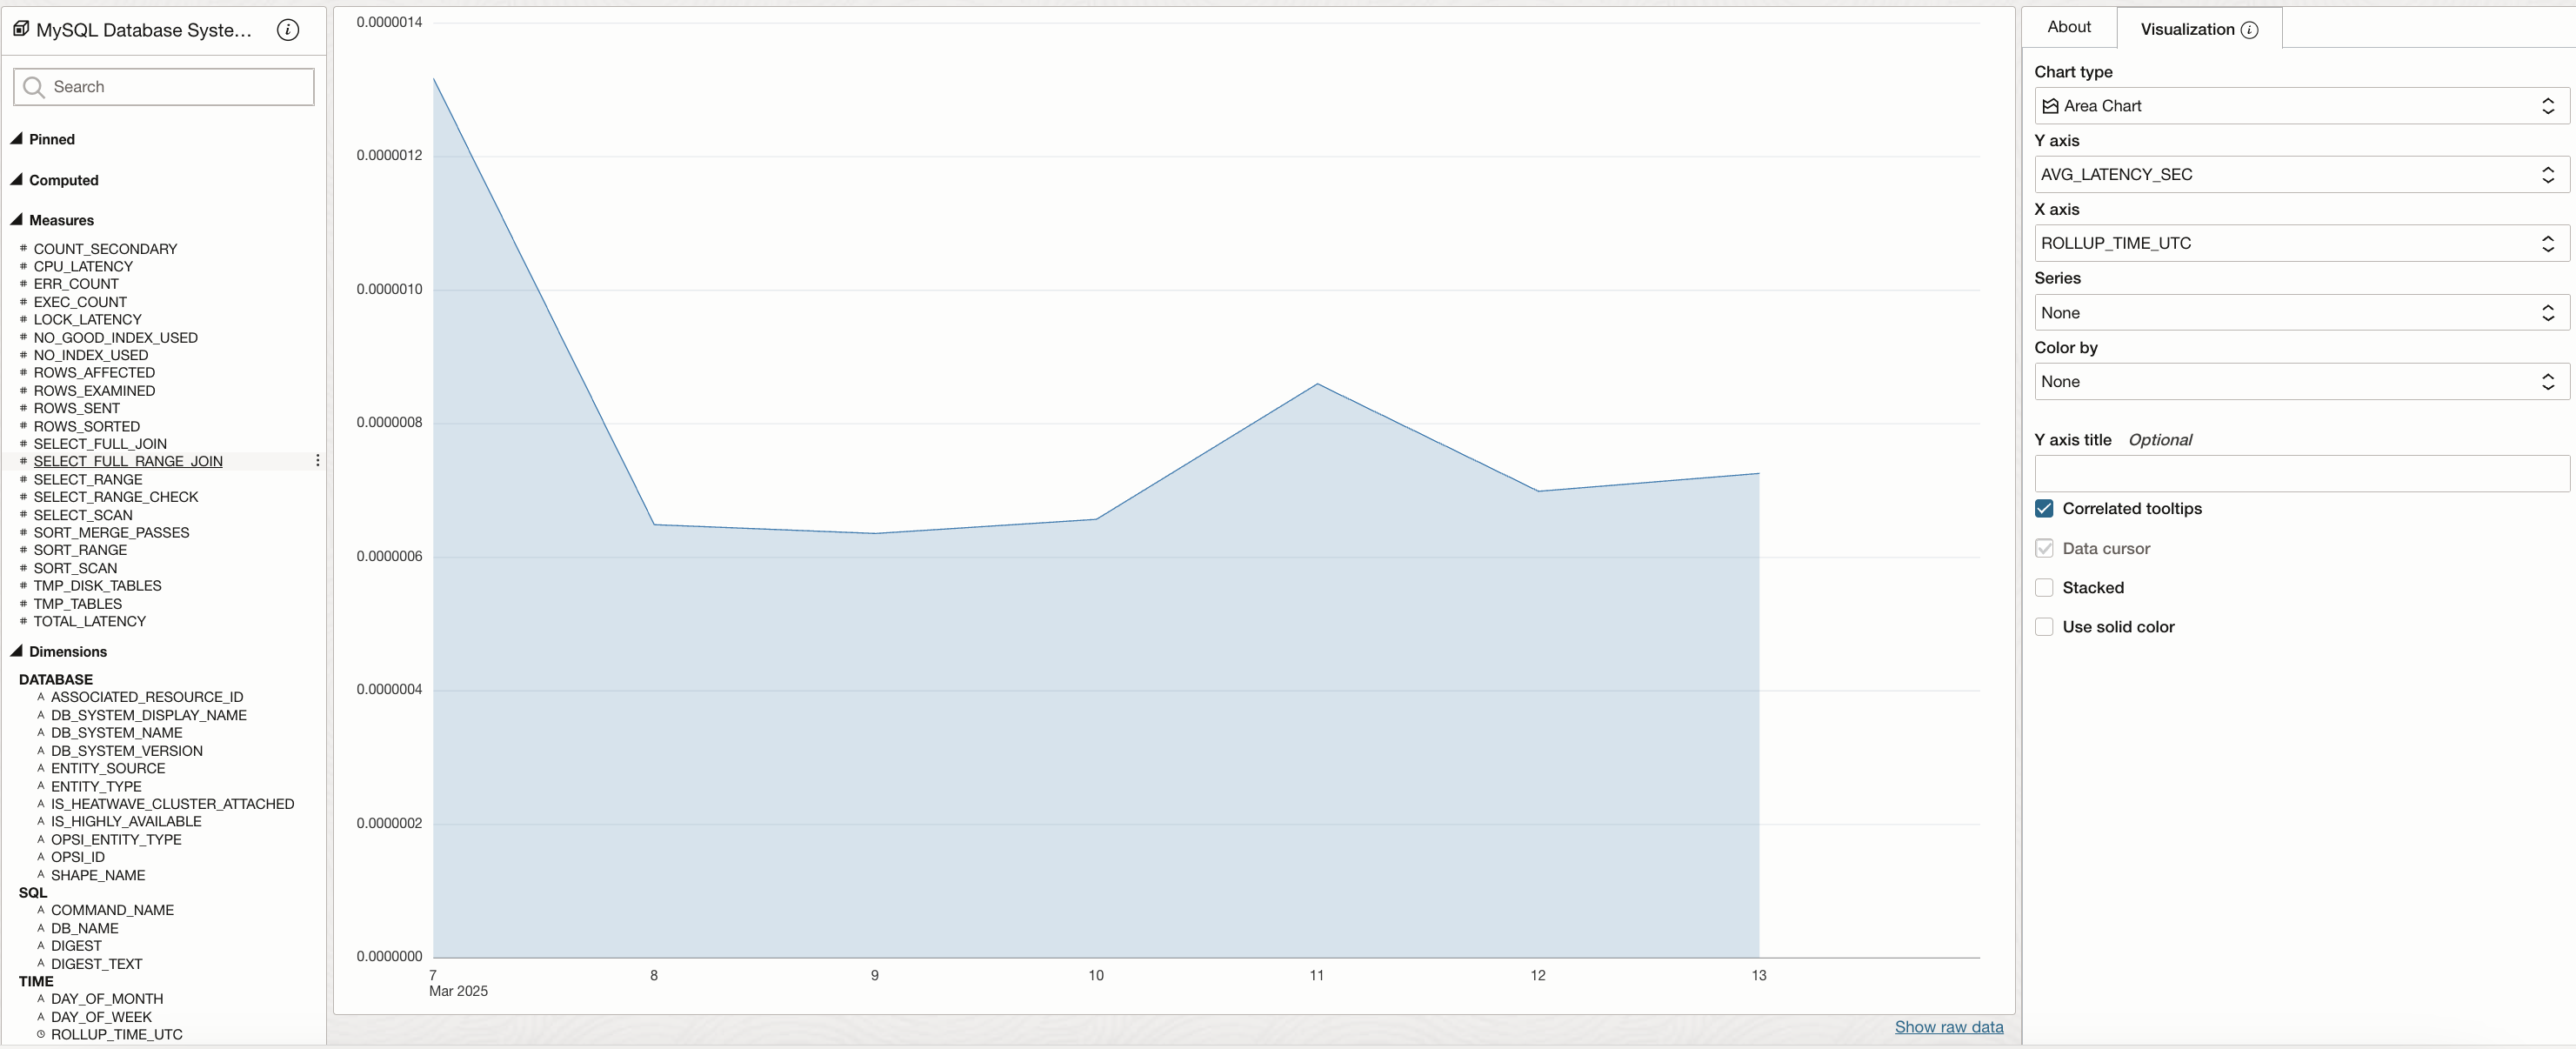 MySQL Database Syste...
Search
Pinned
Computed
Measures
# COUNT_SECONDARY
# CPU_LATENCY
# ERR_COUNT
# EXEC_COUNT
# LOCK_LATENCY
# NO_GOOD_INDEX_USED
# NO_INDEX_USED
# ROWS_AFFECTED
# ROWS_EXAMINED
# ROWS_SENT
# ROWS_SORTED
# SELECT_FULL_JOIN
# SELECT_FULL_RANGE_JOIN
# SELECT_RANGE
# SELECT_RANGE_CHECK
# SELECT_SCAN
# SORT_MERGE_PASSES
# SORT_RANGE
# SORT_SCAN
# TMP_DISK_TABLES
# TMP_TABLES
# TOTAL_LATENCY
Dimensions
DATABASE
A ASSOCIATED_RESOURCE_ID
A DB_SYSTEM_DISPLAY_NAME
A DB_SYSTEM_NAME
A DB_SYSTEM_VERSION
A ENTITY_SOURCE
A ENTITY_TYPE
A IS_HEATWAVE_CLUSTER_ATTACHED
A IS_HIGHLY_AVAILABLE
A OPSI_ENTITY_TYPE
A OPSI_ID
A SHAPE_NAME
SQL
A COMMAND_NAME
A DB_NAME
A DIGEST
A DIGEST_TEXT
TIME
A DAY_OF_MONTH
A DAY_OF_WEEK
ROLLUP_TIME_UTC
0.0000014
0.0000012
0.0000010
0.0000008
0.0000006
0.0000004
0.0000002
0.0000000
7 8 9 10 11 12 13
Mar 2025
Show raw data
About Visualization
Chart type
Area Chart
Y axis
AVG_LATENCY_SEC
X axis
ROLLUP_TIME_UTC
Series
None
Color by
None
Y axis title Optional
Correlated tooltips
Data cursor
Stacked
Use solid color